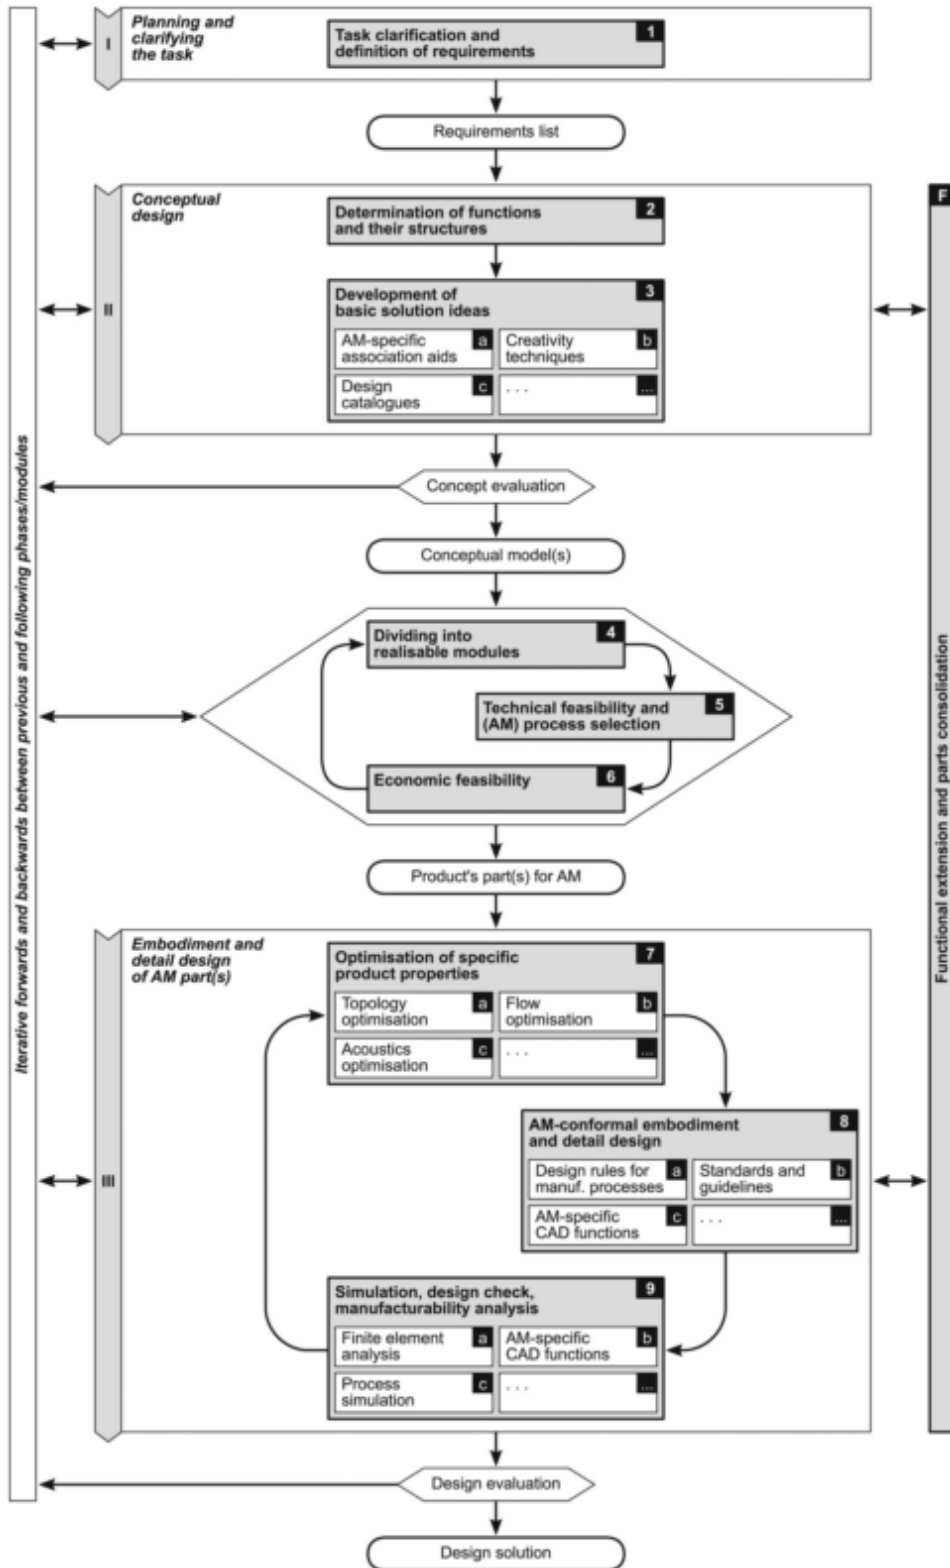 Planning and
clarifying
the task
I
Task clarification and
definition of requirements
1
Requirements list
Conceptual
design
II
Determination of functions
and their structures
2
Development of
basic solution ideas
3
AM-specific
association aids
a
Creativity
techniques
b
Design
catalogues
c
. . .
...
Concept evaluation
Conceptual model(s)
Dividing into
realisable modules
4
Technical feasibility and
(AM) process selection
5
Economic feasibility
6
Product's part(s) for AM
Embodiment and
detail design
of AM part(s)
III
Optimisation of specific
product properties
7
Topology
optimisation
a
Flow
optimisation
b
Acoustics
optimisation
c
. . .
...
AM-conformal embodiment
and detail design
8
Design rules for
manuf. processes
a
Standards and
guidelines
b
AM-specific
CAD functions
c
. . .
...
Simulation, design check,
manufacturability analysis
9
Finite element
analysis
a
AM-specific
CAD functions
b
Process
simulation
c
. . .
...
Design evaluation
Design solution
Iterative forwards and backwards between previous and following phases/modules
F
Functional extension and parts consolidation